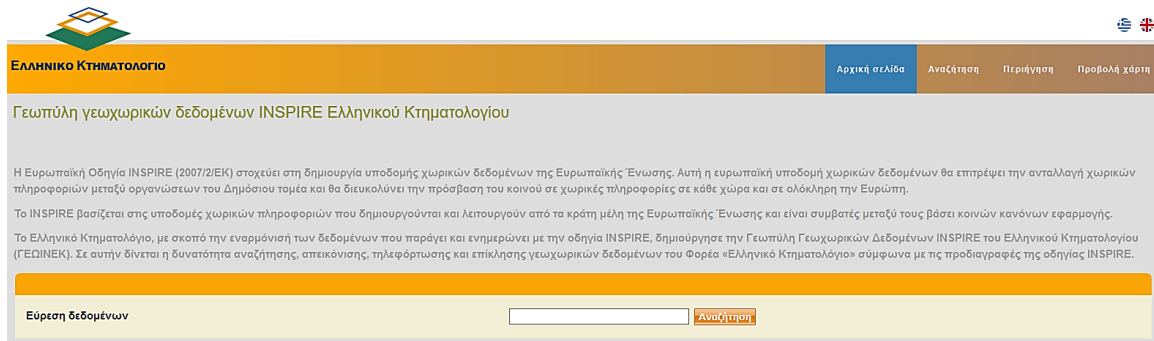 ΕΛΛΗΝΙΚΟ ΚΤΗΜΑΤΟΛΟΓΙΟ
Αρχική σελίδα Αναζήτηση Περιήγηση Προβολή χάρτη
Γεωπύλη γεωχωρικών δεδομένων INSPIRE Ελληνικού Κτηματολογίου
Η Ευρωπαϊκή Οδηγία INSPIRE (2007/2/ΕΚ) στοχεύει στη δημιουργία υποδομής χωρικών δεδομένων της Ευρωπαϊκής Ένωσης. Αυτή η ευρωπαϊκή υποδομή χωρικών δεδομένων θα επιτρέψει την ανταλλαγή χωρικών
πληροφοριών μεταξύ οργανώσεων του Δημόσιου τομέα και θα διευκολύνει την πρόσβαση του κοινού σε χωρικές πληροφορίες σε κάθε χώρα και σε ολόκληρη την Ευρώπη.
Το INSPIRE βασίζεται στις υποδομές χωρικών πληροφοριών που δημιουργούνται και λειτουργούν από τα κράτη μέλη της Ευρωπαϊκής Ένωσης και είναι συμβατές μεταξύ τους βάσει κοινών κανόνων εφαρμογής.
Το Ελληνικό Κτηματολόγιο, με σκοπό την εναρμόνισή των δεδομένων που παράγει και ενημερώνει με την οδηγία INSPIRE, δημιούργησε την Γεωπύλη Γεωχωρικών Δεδομένων INSPIRE του Ελληνικού Κτηματολογίου
(ΓΕΩΙΝΕΚ). Σε αυτήν δίνεται η δυνατότητα αναζήτησης, απεικόνισης, τηλεφόρτωσης και επίκλησης γεωχωρικών δεδομένων του Φορέα «Ελληνικό Κτηματολόγιο» σύμφωνα με τις προδιαγραφές της οδηγίας INSPIRE.
Εύρεση δεδομένων Αναζήτηση